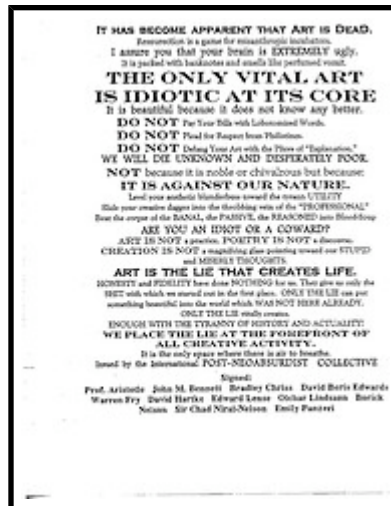 IT HAS BECOME APPARENT THAT ART IS DEAD.
Resurrection is a game for misanthropic incubators.
I assure you that your brain is EXTREMELY ugly.
It is packed with banknotes and smells like perfumed vomit.
THE ONLY VITAL ART
IS IDIOTIC AT ITS CORE
It is beautiful because it does not know any better.
DO NOT Pay Your Bills with Lobotomized Words.
DO NOT Plead for Respect from Philistines.
DO NOT Defang Your Art with the Pliers of "Explanation."
WE WILL DIE UNKNOWN AND DESPERATELY POOR.
NOT because it is noble or chivalrous but because:
IT IS AGAINST OUR NATURE.
Level your aesthetic blunderbuss toward the titmouse UTILITY
Slide your creative dagger into the throbbing vein of the "PROFESSIONAL"
Beat the corpse of the BANAL, the PASSIVE, the REASONED into Blood-Soup
ARE YOU AN IDIOT OR A COWARD?
ART IS NOT a practice, POETRY IS NOT a discourse,
CREATION IS NOT a magnifying glass pointing toward our STUPID
and MISERLY THOUGHTS.
ART IS THE LIE THAT CREATES LIFE.
HONESTY and FIDELITY have done NOTHING for us. They give us only the
SHIT with which we started out in the first place. ONLY THE LIE can put
something beautiful into the world which WAS NOT HERE ALREADY.
ONLY THE LIE vitally creates.
ENOUGH WITH THE TYRANNY OF HISTORY AND ACTUALITY!
WE PLACE THE LIE AT THE FOREFRONT OF
ALL CREATIVE ACTIVITY.
It is the only space where there is air to breathe.
Issued by the International POST-NEOABSURDIST COLLECTIVE
Signed:
Prof. Aristotle John M. Bennett Bradley Chriss David Beris Edwards
Warren Fry David Hartke Edward Lense Olchar Lindsann
Nelson Sir Chad Emily Panzeri